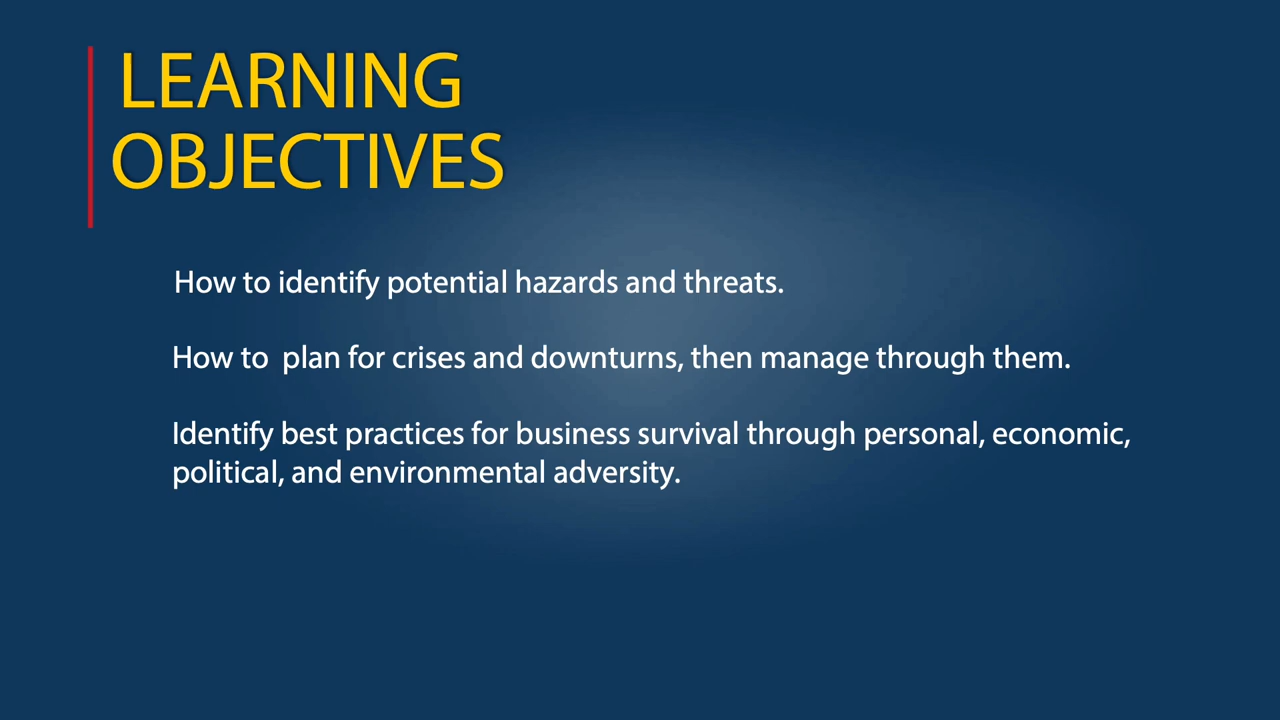 LEARNING
OBJECTIVES
How to identify potential hazards and threats.
How to  plan for crises and downturns, then manage through them.
Identify best practices for business survival through personal, economic,
political, and environmental adversity.